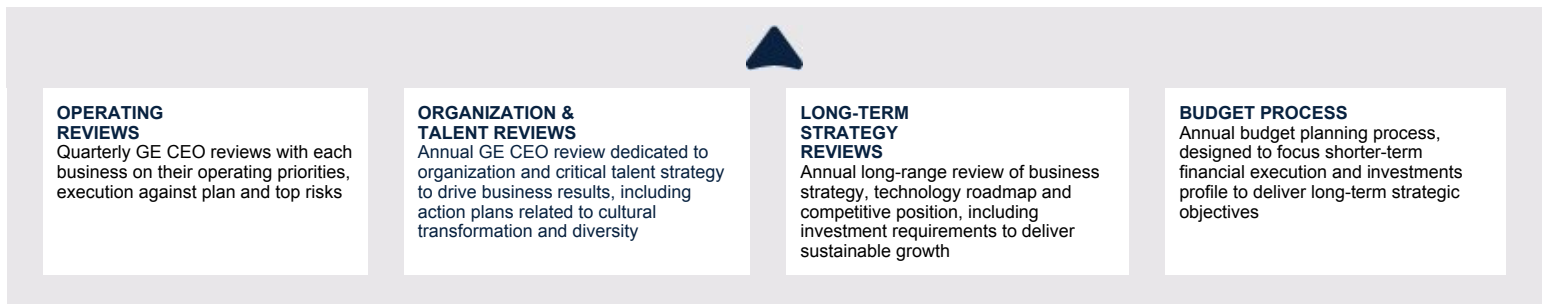 OPERATING
REVIEWS
Quarterly GE CEO reviews with each
business on their operating priorities,
execution against plan and top risks
ORGANIZATION &
TALENT REVIEWS
Annual GE CEO review dedicated to
organization and critical talent strategy
to drive business results, including
action plans related to cultural
transformation and diversity
LONG-TERM
STRATEGY
REVIEWS
Annual long-range review of business
strategy, technology roadmap and
competitive position, including
investment requirements to deliver
sustainable growth
BUDGET PROCESS
Annual budget planning process,
designed to focus shorter-term
financial execution and investments
profile to deliver long-term strategic
objectives